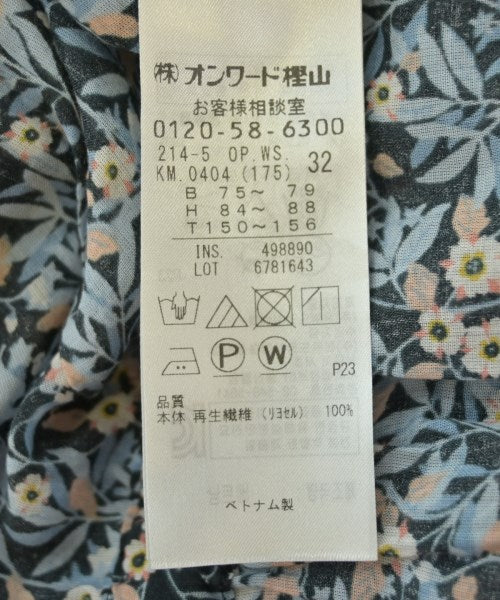 (株)オンワード樫山
お客様相談室
0120-58-6300
214-5 OP.WS. 32
KM.0404 (175)
B 75~ 79
H 84~ 88
T 150~156
INS. 498890
LOT 6781643
P W
P23
品質
本体 再生繊維 (リヨセル) 100%
ベトナム製